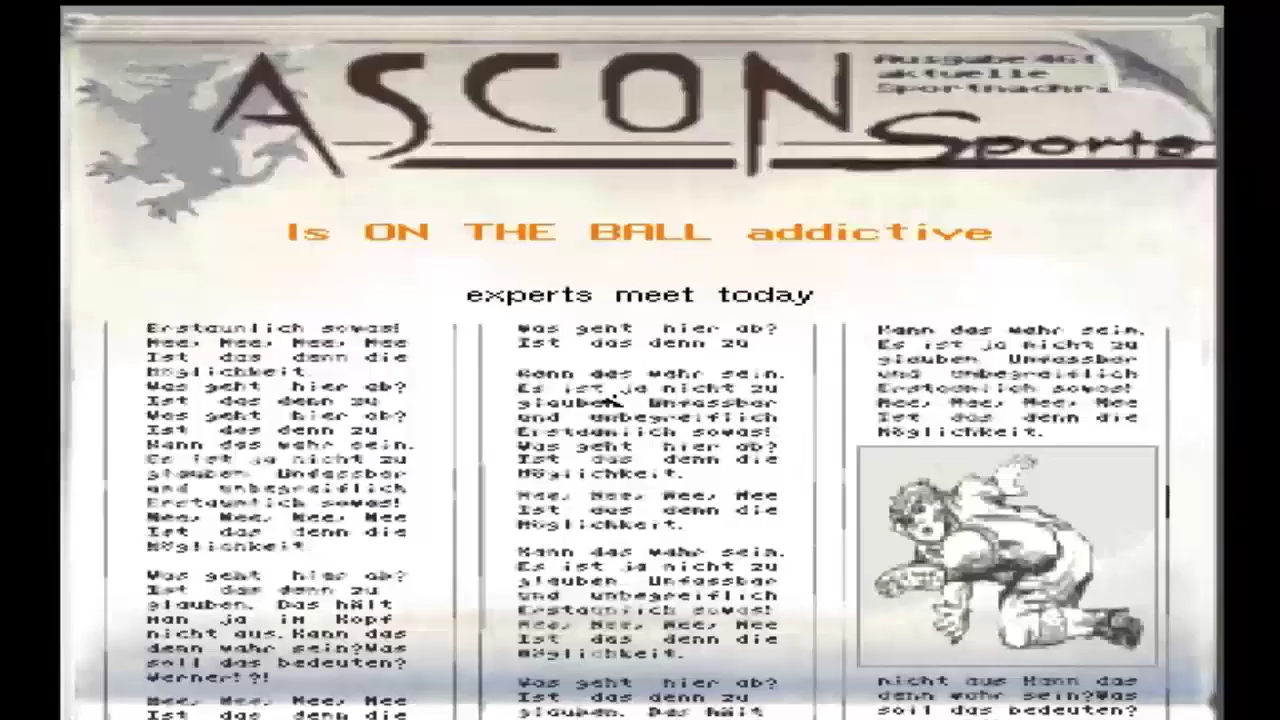 ASCON
Ausgabe
aktuelle
Sportnachri
Sports
Is ON THE BALL addictive
experts meet today
Erstaunlich sowas!
Nee, Nee, Nee, Nee
Ist das denn die
Möglichkeit.
Was geht hier ab?
Ist das denn zu
Was geht hier ab?
Ist das denn zu
Kann das wahr sein.
Es ist ja nicht zu
glauben. Unfassbar
und unbegreiflich
Erstaunlich sowas!
Nee, Nee, Nee, Nee
Ist das denn die
Möglichkeit.
Was geht hier ab?
Ist das denn zu
glauben. Das hält
man ja im Kopf
nicht aus.Kann das
denn wahr sein?Was
soll das bedeuten?
Werner!?!
Nee, Nee, Nee, Nee
Ist das denn die
Was geht hier ab?
Ist das denn zu
Kann das wahr sein.
Es ist ja nicht zu
glauben. Unfassbar
und unbegreiflich
Erstaunlich sowas!
Was geht hier ab?
Ist das denn die
Möglichkeit.
Nee, Nee, Nee, Nee
Ist das denn die
Möglichkeit.
Kann das wahr sein.
Es ist ja nicht zu
glauben. Unfassbar
und unbegreiflich
Erstaunlich sowas!
Nee, Nee, Nee, Nee
Ist das denn die
Möglichkeit.
Was geht hier ab?
Ist das denn zu
glauben. Das hält
Kann das wahr sein.
Es ist ja nicht zu
glauben. Unfassbar
und unbegreiflich
Erstaunlich sowas!
Nee, Nee, Nee, Nee
Ist das denn die
Möglichkeit.
nicht aus Kann das
denn wahr sein?Was
soll das bedeuten?